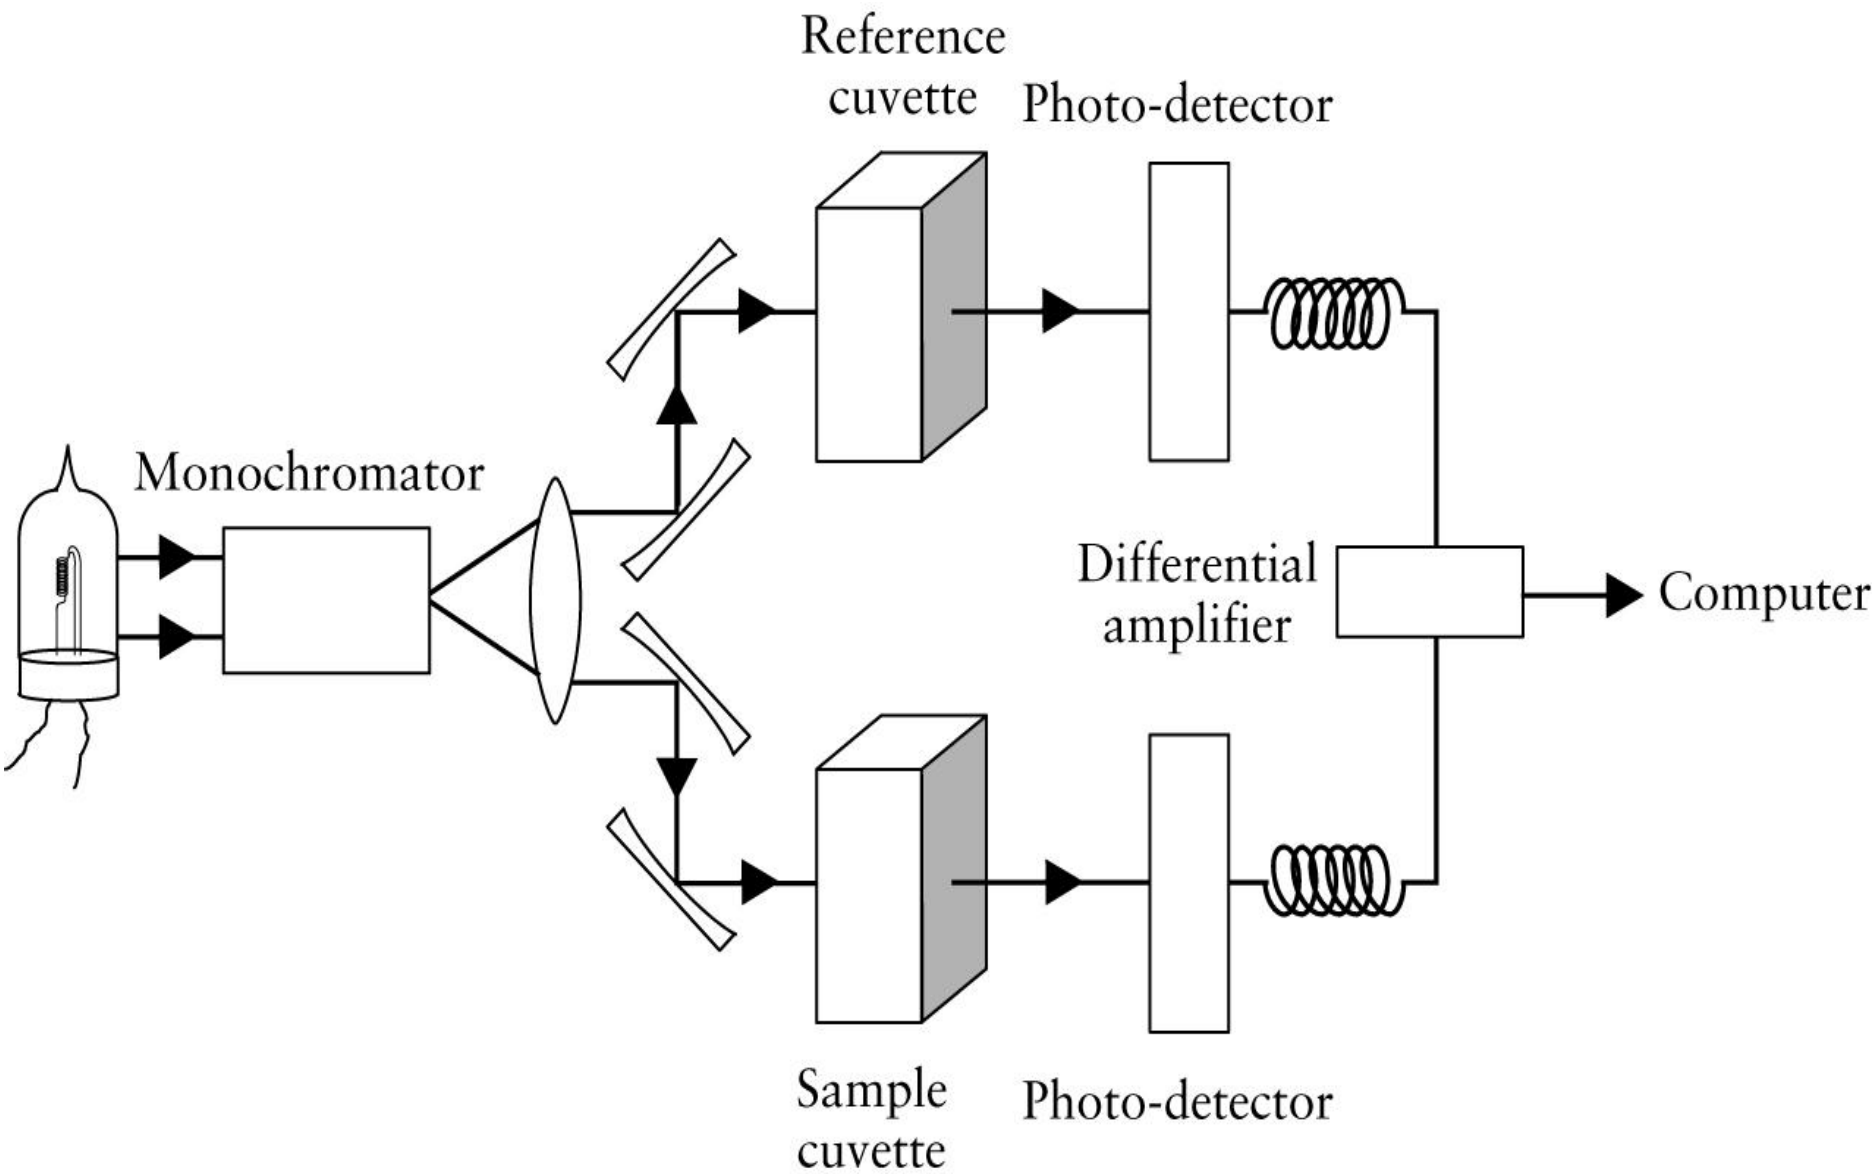 Reference
cuvette
Photo-detector
Monochromator
Differential
amplifier
Computer
Sample
cuvette
Photo-detector